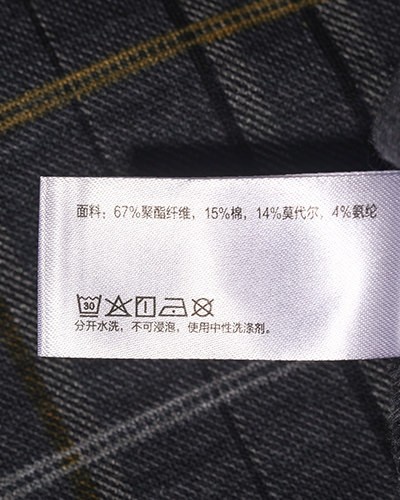 面料：67%聚酯纤维，15%棉，14%莫代尔，4%氨纶
30
分开水洗，不可浸泡，使用中性洗涤剂。